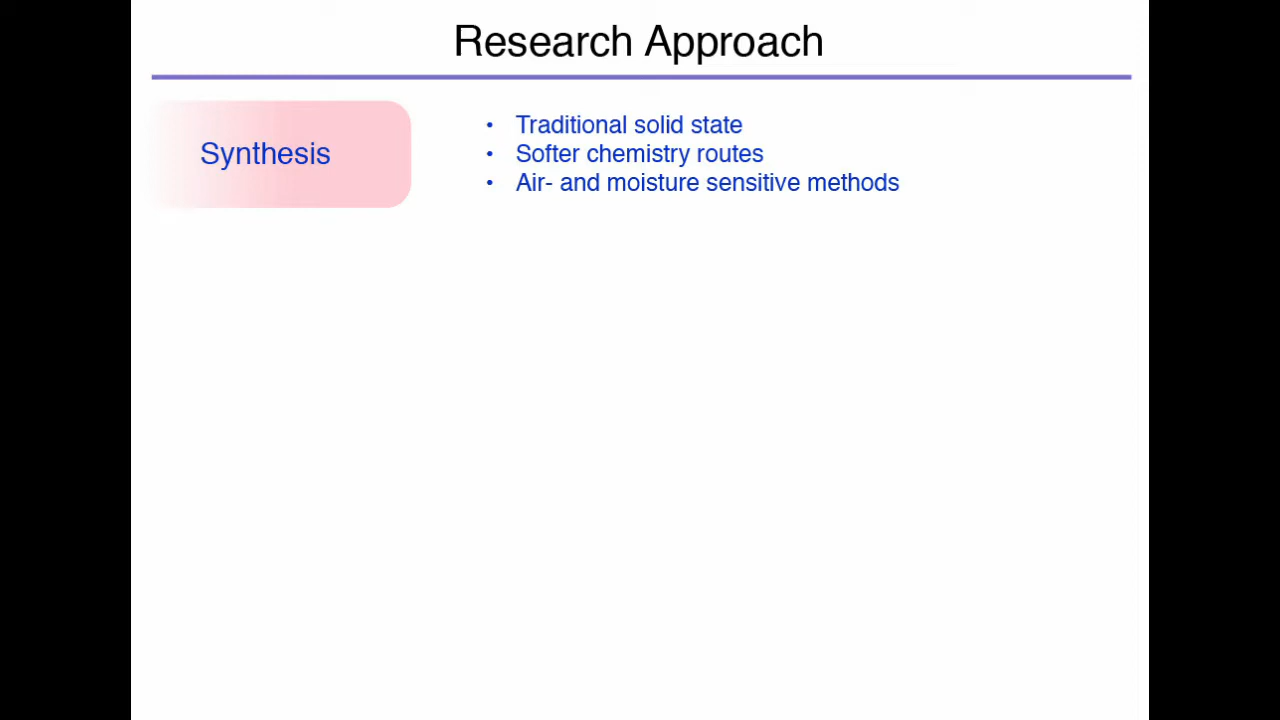 Research Approach
Synthesis
• Traditional solid state
• Softer chemistry routes
• Air- and moisture sensitive methods